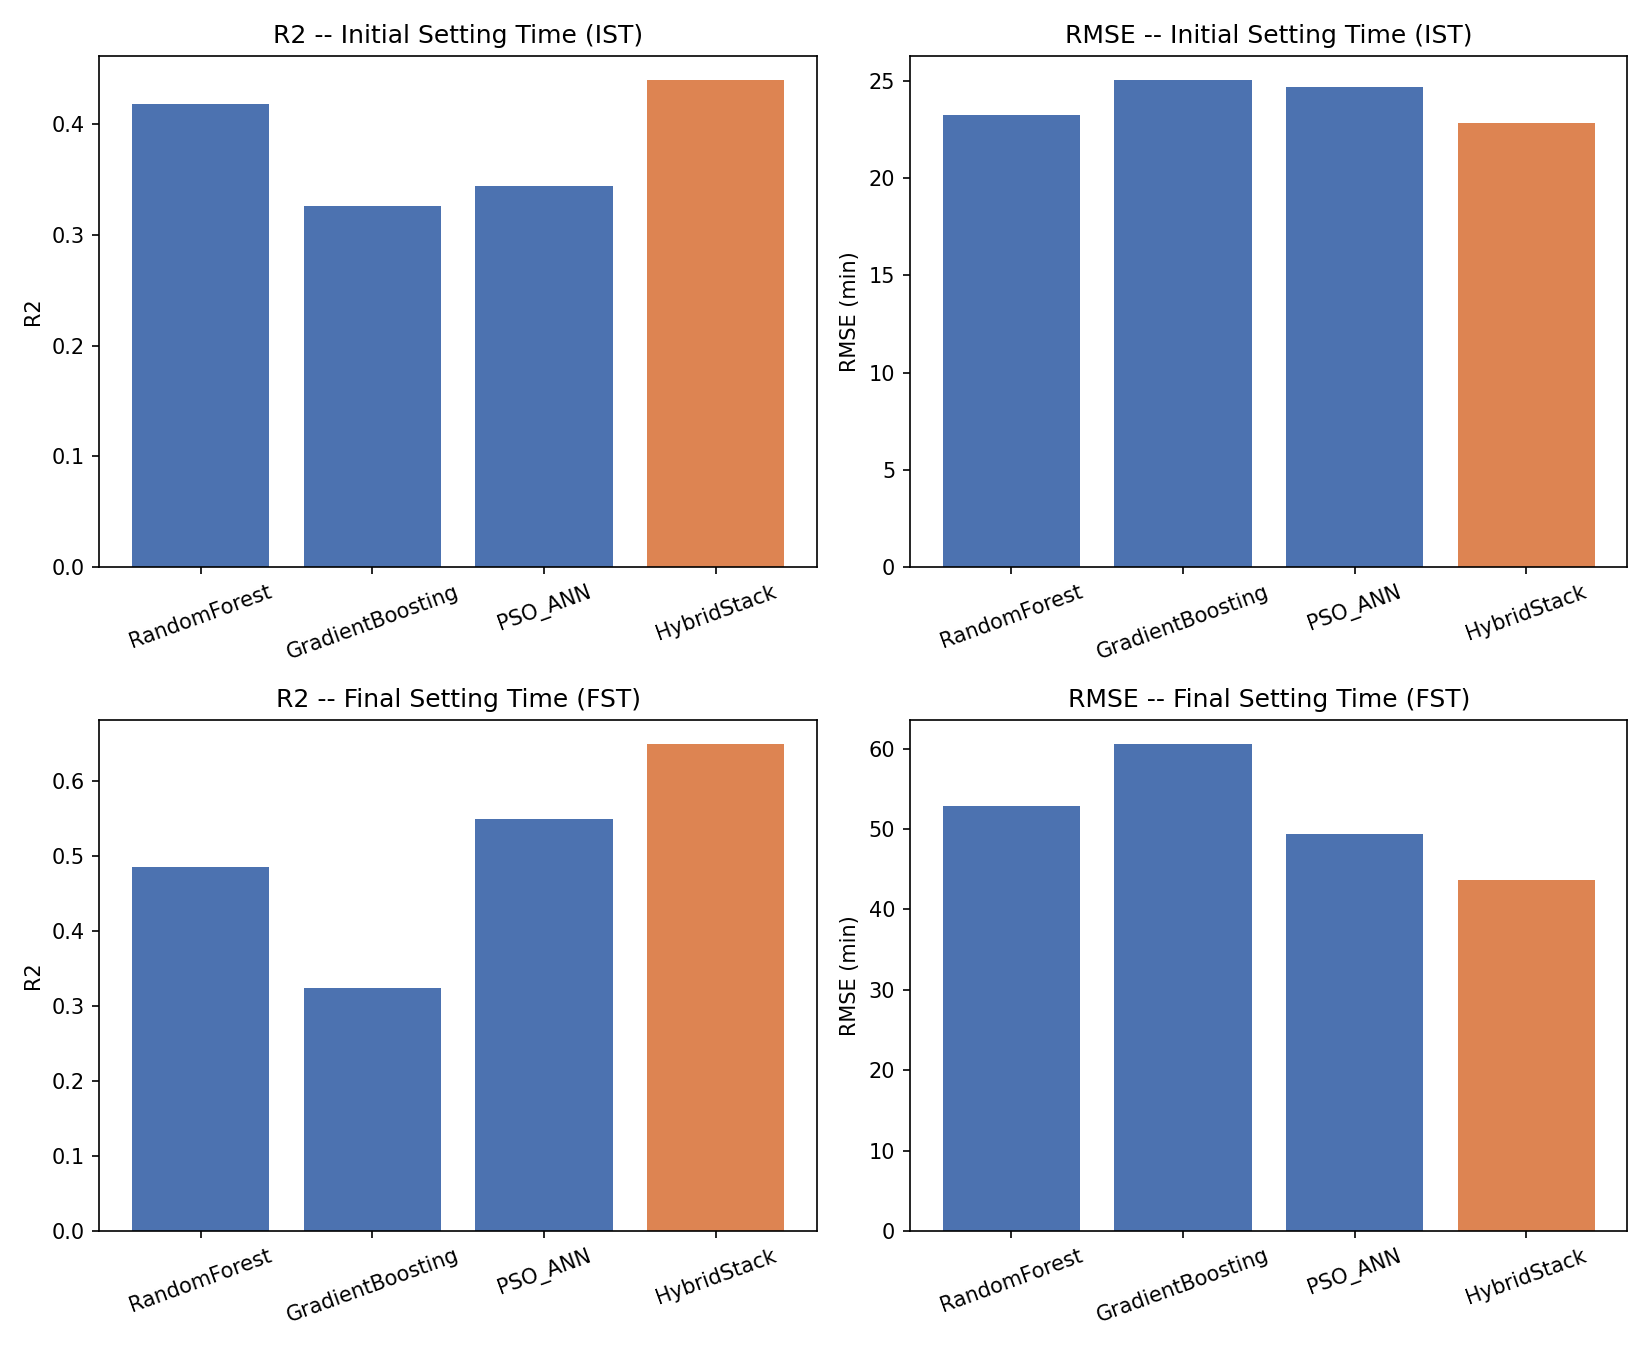 R2 -- Initial Setting Time (IST)
R2
0.4
0.3
0.2
0.1
0.0
RandomForest
GradientBoosting
PSO_ANN
HybridStack
RMSE -- Initial Setting Time (IST)
RMSE (min)
25
20
15
10
5
0
RandomForest
GradientBoosting
PSO_ANN
HybridStack
R2 -- Final Setting Time (FST)
R2
0.6
0.5
0.4
0.3
0.2
0.1
0.0
RandomForest
GradientBoosting
PSO_ANN
HybridStack
RMSE -- Final Setting Time (FST)
RMSE (min)
60
50
40
30
20
10
0
RandomForest
GradientBoosting
PSO_ANN
HybridStack